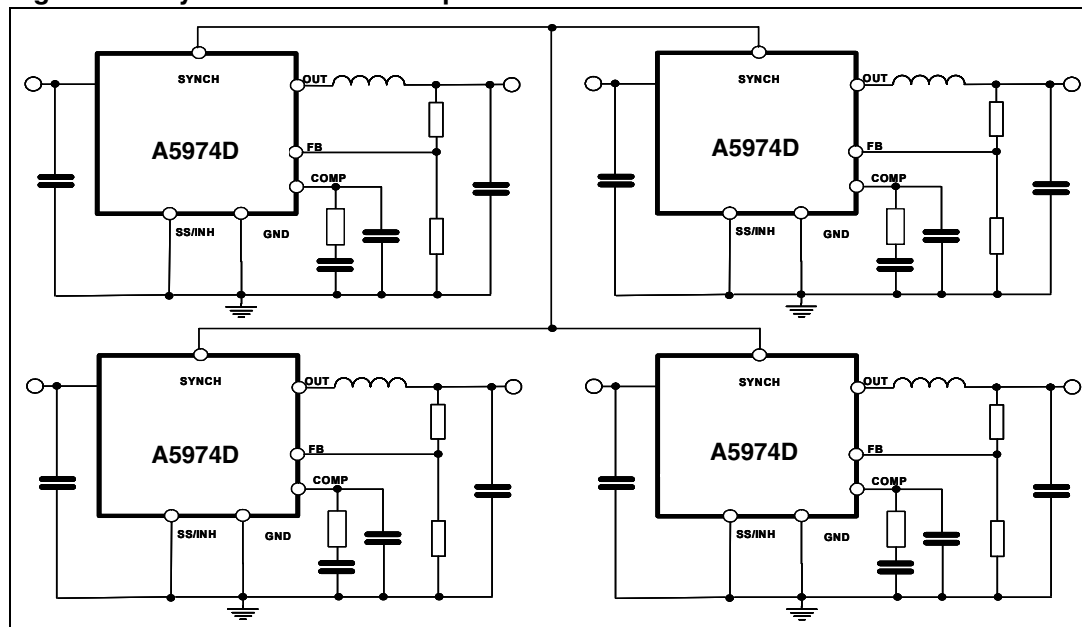 SYNCH
OUT
A5974D
FB
COMP
SS/INH
GND
SYNCH
OUT
A5974D
FB
COMP
SS/INH
GND
SYNCH
OUT
A5974D
FB
COMP
SS/INH
GND
SYNCH
OUT
A5974D
FB
COMP
SS/INH
GND